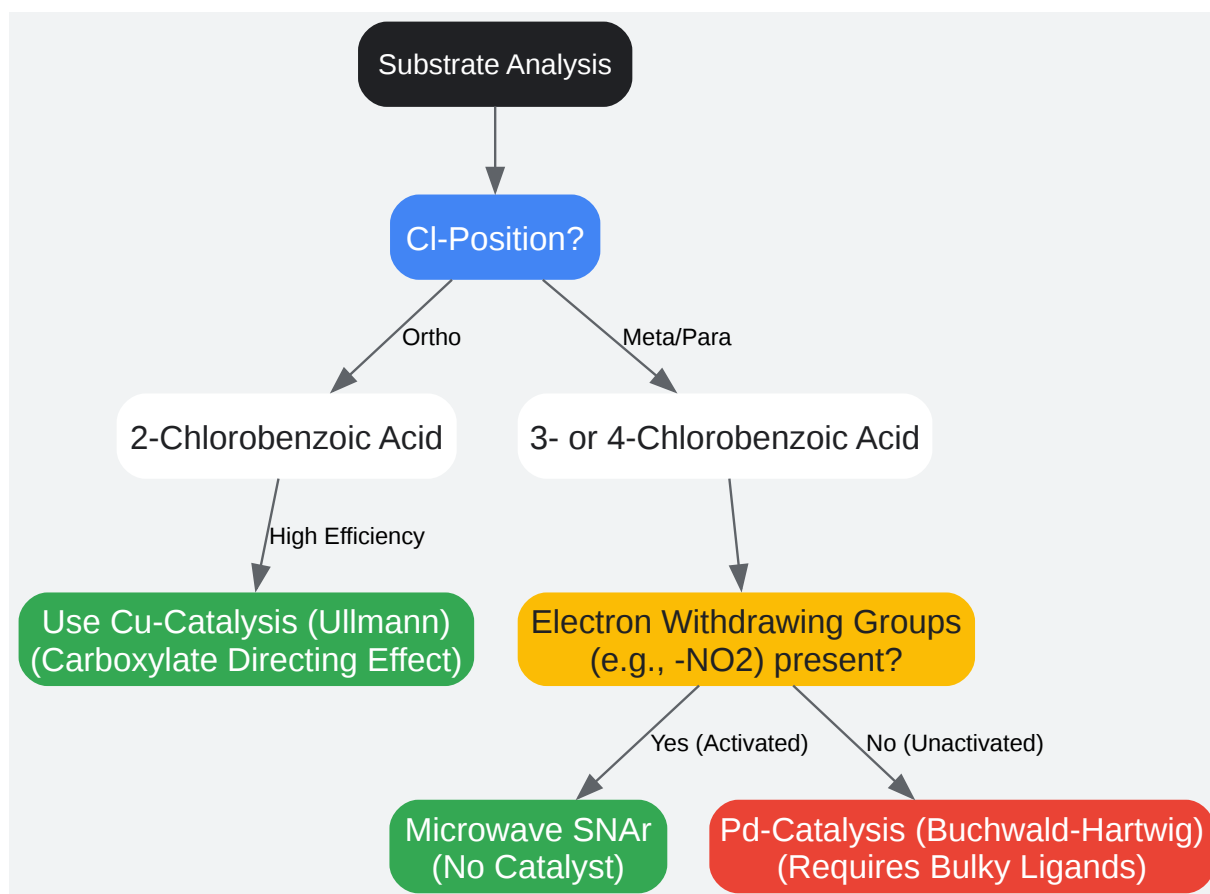 Substrate Analysis
Cl-Position?
Ortho
Meta/Para
2-Chlorobenzoic Acid
3- or 4-Chlorobenzoic Acid
High Efficiency
Use Cu-Catalysis (Ullmann)
(Carboxylate Directing Effect)
Electron Withdrawing Groups
(e.g., -NO2) present?
Yes (Activated)
No (Unactivated)
Microwave SNAr
(No Catalyst)
Pd-Catalysis (Buchwald-Hartwig)
(Requires Bulky Ligands)